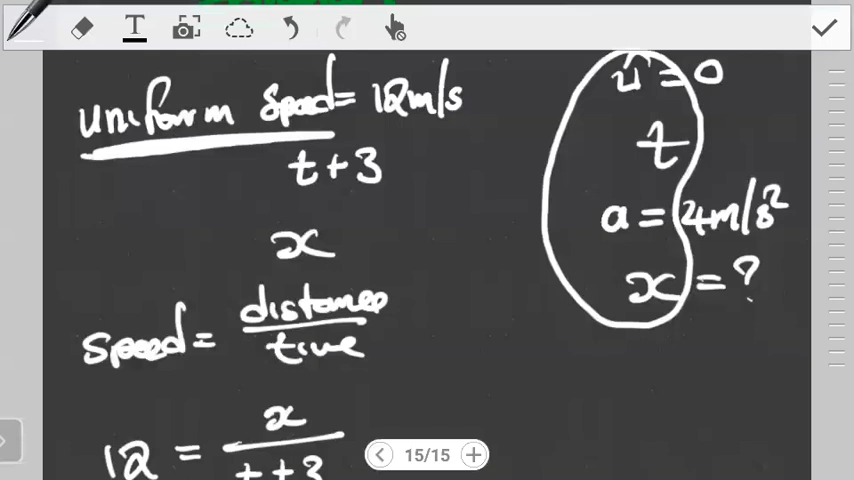 T
uniform speed = 12m/s
t + 3
x
speed = distance
time
12 = x
t + 3
u = 0
t
a = 4m/s²
x = ?
15/15